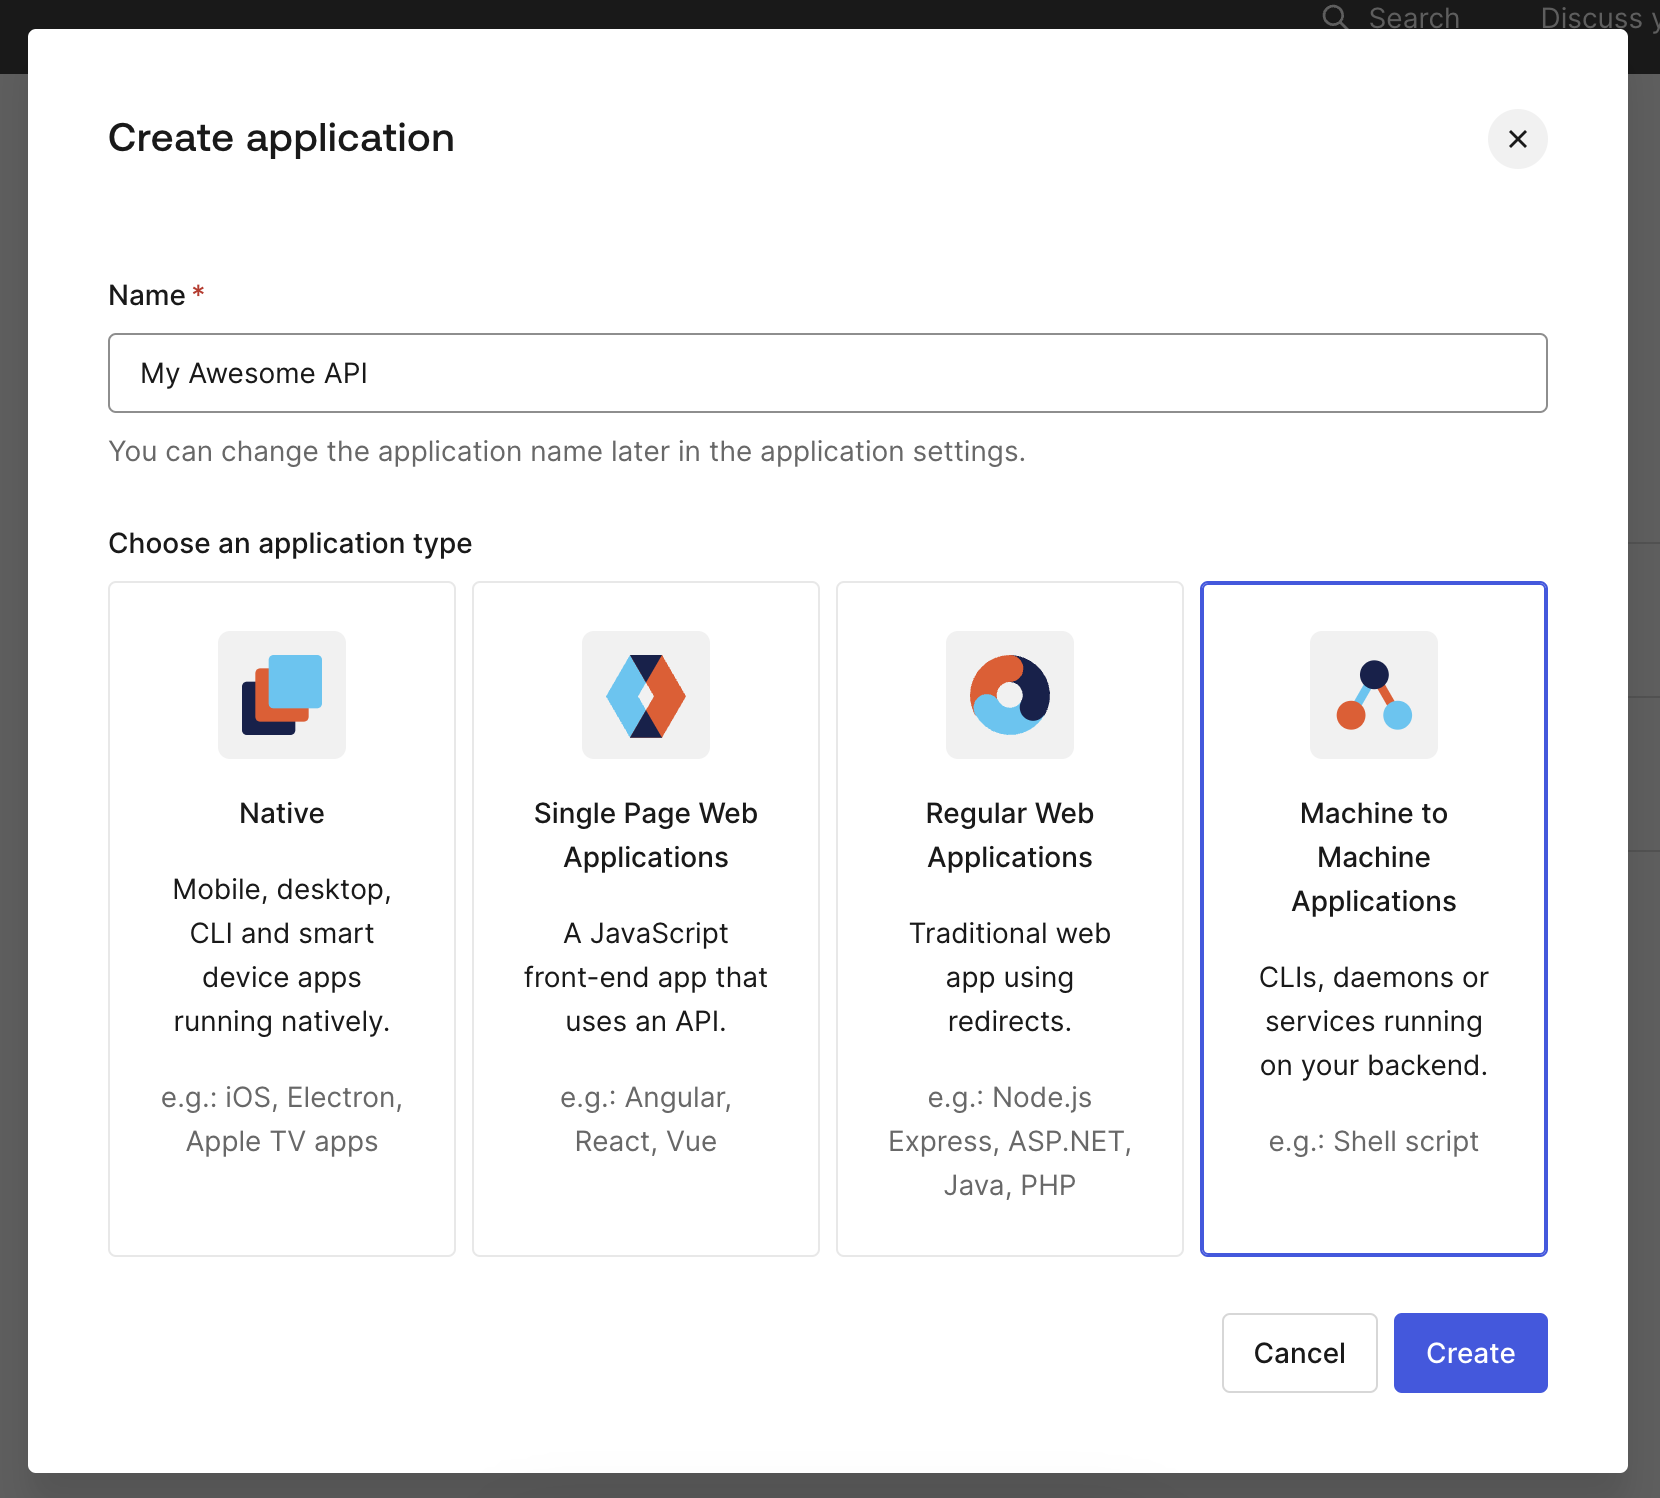 Search
Discuss
Create application
Name *
My Awesome API
You can change the application name later in the application settings.
Choose an application type
Native
Mobile, desktop,
CLI and smart
device apps
running natively.
e.g.: iOS, Electron,
Apple TV apps
Single Page Web
Applications
A JavaScript
front-end app that
uses an API.
e.g.: Angular,
React, Vue
Regular Web
Applications
Traditional web
app using
redirects.
e.g.: Node.js
Express, ASP.NET,
Java, PHP
Machine to
Machine
Applications
CLIs, daemons or
services running
on your backend.
e.g.: Shell script
Cancel
Create